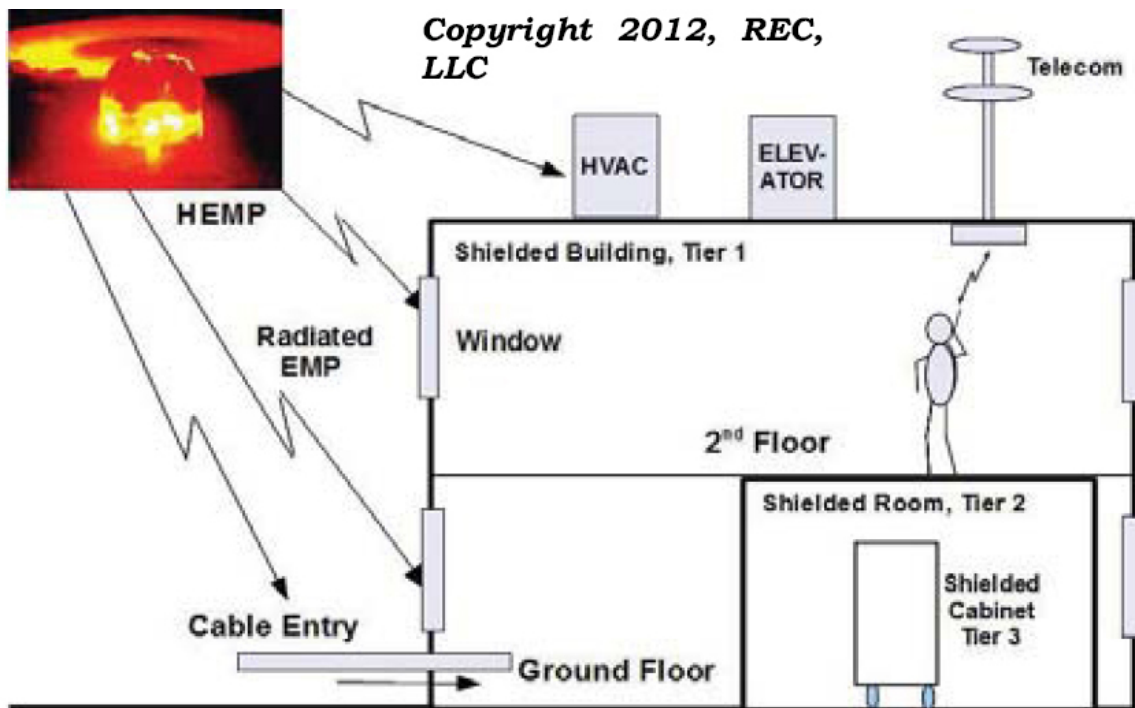 Copyright 2012, REC,
LLC
Telecom
HVAC
ELEV-
ATOR
HEMP
Shielded Building, Tier 1
Radiated
EMP
Window
2nd Floor
Shielded Room, Tier 2
Shielded
Cabinet
Tier 3
Cable Entry
Ground Floor